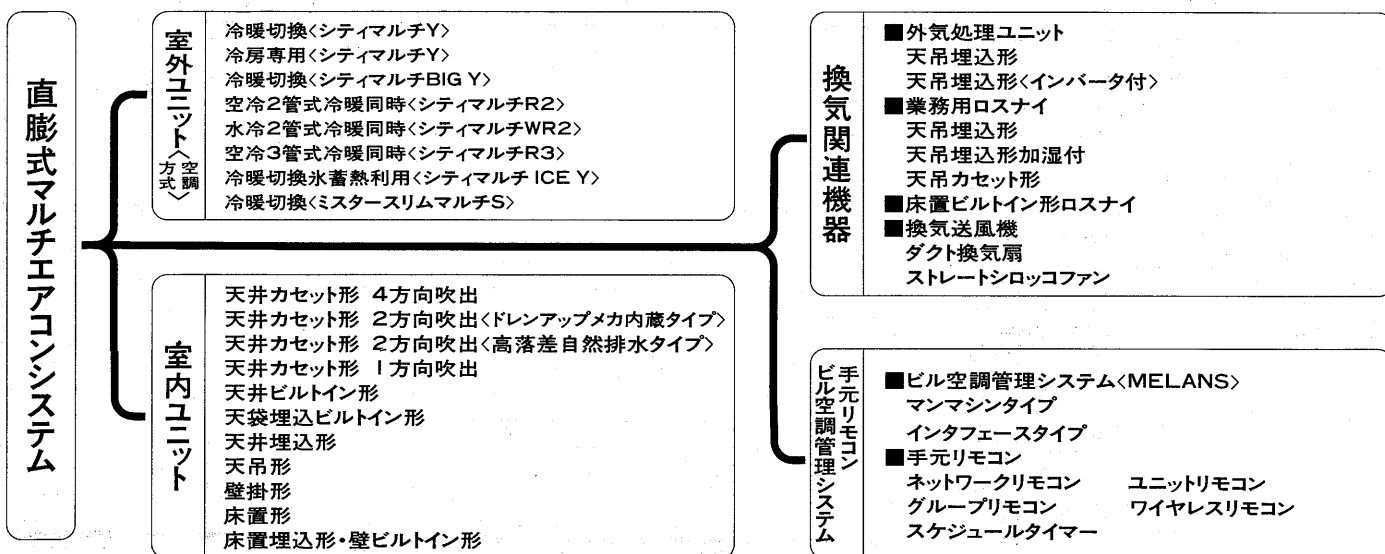 直膨式マルチエアコンシステム
室外ユニット〈空調方式〉
冷暖切換〈シティマルチY〉
冷房専用〈シティマルチY〉
冷暖切換〈シティマルチBIG Y〉
空冷2管式冷暖同時〈シティマルチR2〉
水冷2管式冷暖同時〈シティマルチWR2〉
空冷3管式冷暖同時〈シティマルチR3〉
冷暖切換氷蓄熱利用〈シティマルチ ICE Y〉
冷暖切換〈ミスタースリムマルチS〉
室内ユニット
天井カセット形 4方向吹出
天井カセット形 2方向吹出〈ドレンアップメカ内蔵タイプ〉
天井カセット形 2方向吹出〈高落差自然排水タイプ〉
天井カセット形 1方向吹出
天井ビルトイン形
天袋埋込ビルトイン形
天井埋込形
天吊形
壁掛形
床置形
床置埋込形・壁ビルトイン形
換気関連機器
■外気処理ユニット
天吊埋込形
天吊埋込形〈インバータ付〉
■業務用ロスナイ
天吊埋込形
天吊埋込形加湿付
天吊カセット形
■床置ビルトイン形ロスナイ
■換気送風機
ダクト換気扇
ストレートシロッコファン
手元リモコン
ビル空調管理システム
■ビル空調管理システム〈MELANS〉
マンマシンタイプ
インタフェースタイプ
■手元リモコン
ネットワークリモコン ユニットリモコン
グループリモコン ワイヤレスリモコン
スケジュールタイマー